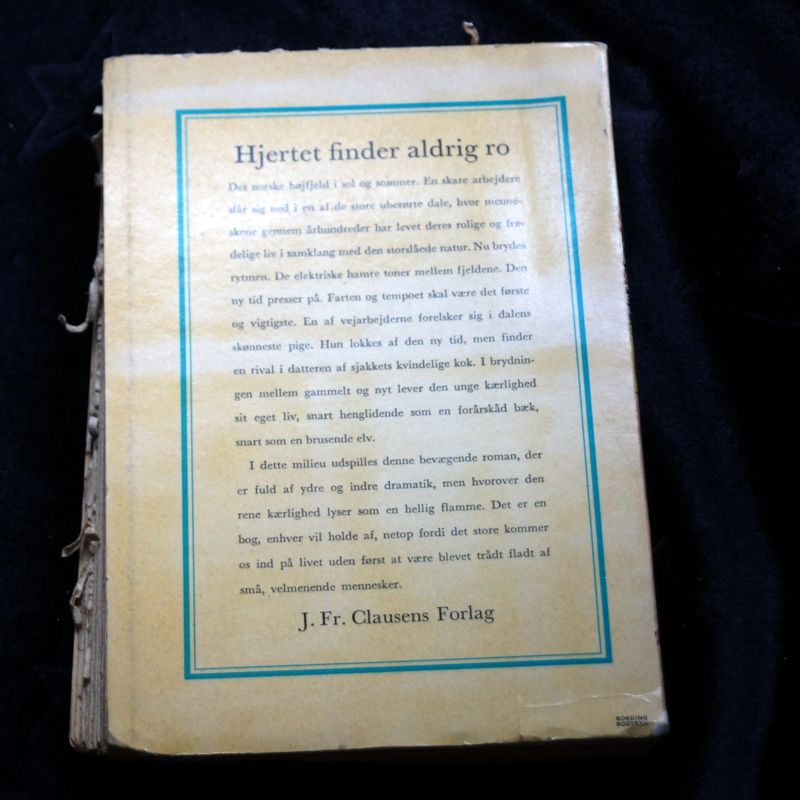 Hjertet finder aldrig ro
Det norske højfjeld i sol og sommer. En skare arbejdere
slår sig ned i en af de store uberørte dale, hvor menne-
skene gennem århundreder har levet deres rolige og fre-
delige liv i samklang med den storslåede natur. Nu brydes
rytmen. De elektriske hamre toner mellem fjeldene. Den
ny tid presser på. Farten og tempoet skal være det første
og vigtigste. En af vejarbejderne forelsker sig i dalens
skønneste pige. Hun lokkes af den ny tid, men finder
en rival i datteren af sjakkets kvindelige kok. I brydnin-
gen mellem gammelt og nyt lever den unge kærlighed
sit eget liv, snart henglidende som en forårskåd bæk,
snart som en brusende elv.
I dette milieu udspilles denne bevægende roman, der
er fuld af ydre og indre dramatik, men hvorover den
rene kærlighed lyser som en hellig flamme. Det er en
bog, enhver vil holde af, netop fordi det store kommer
os ind på livet uden først at være blevet trådt fladt af
små, velmenende mennesker.
J. Fr. Clausens Forlag
BORDING
BOGTRYK